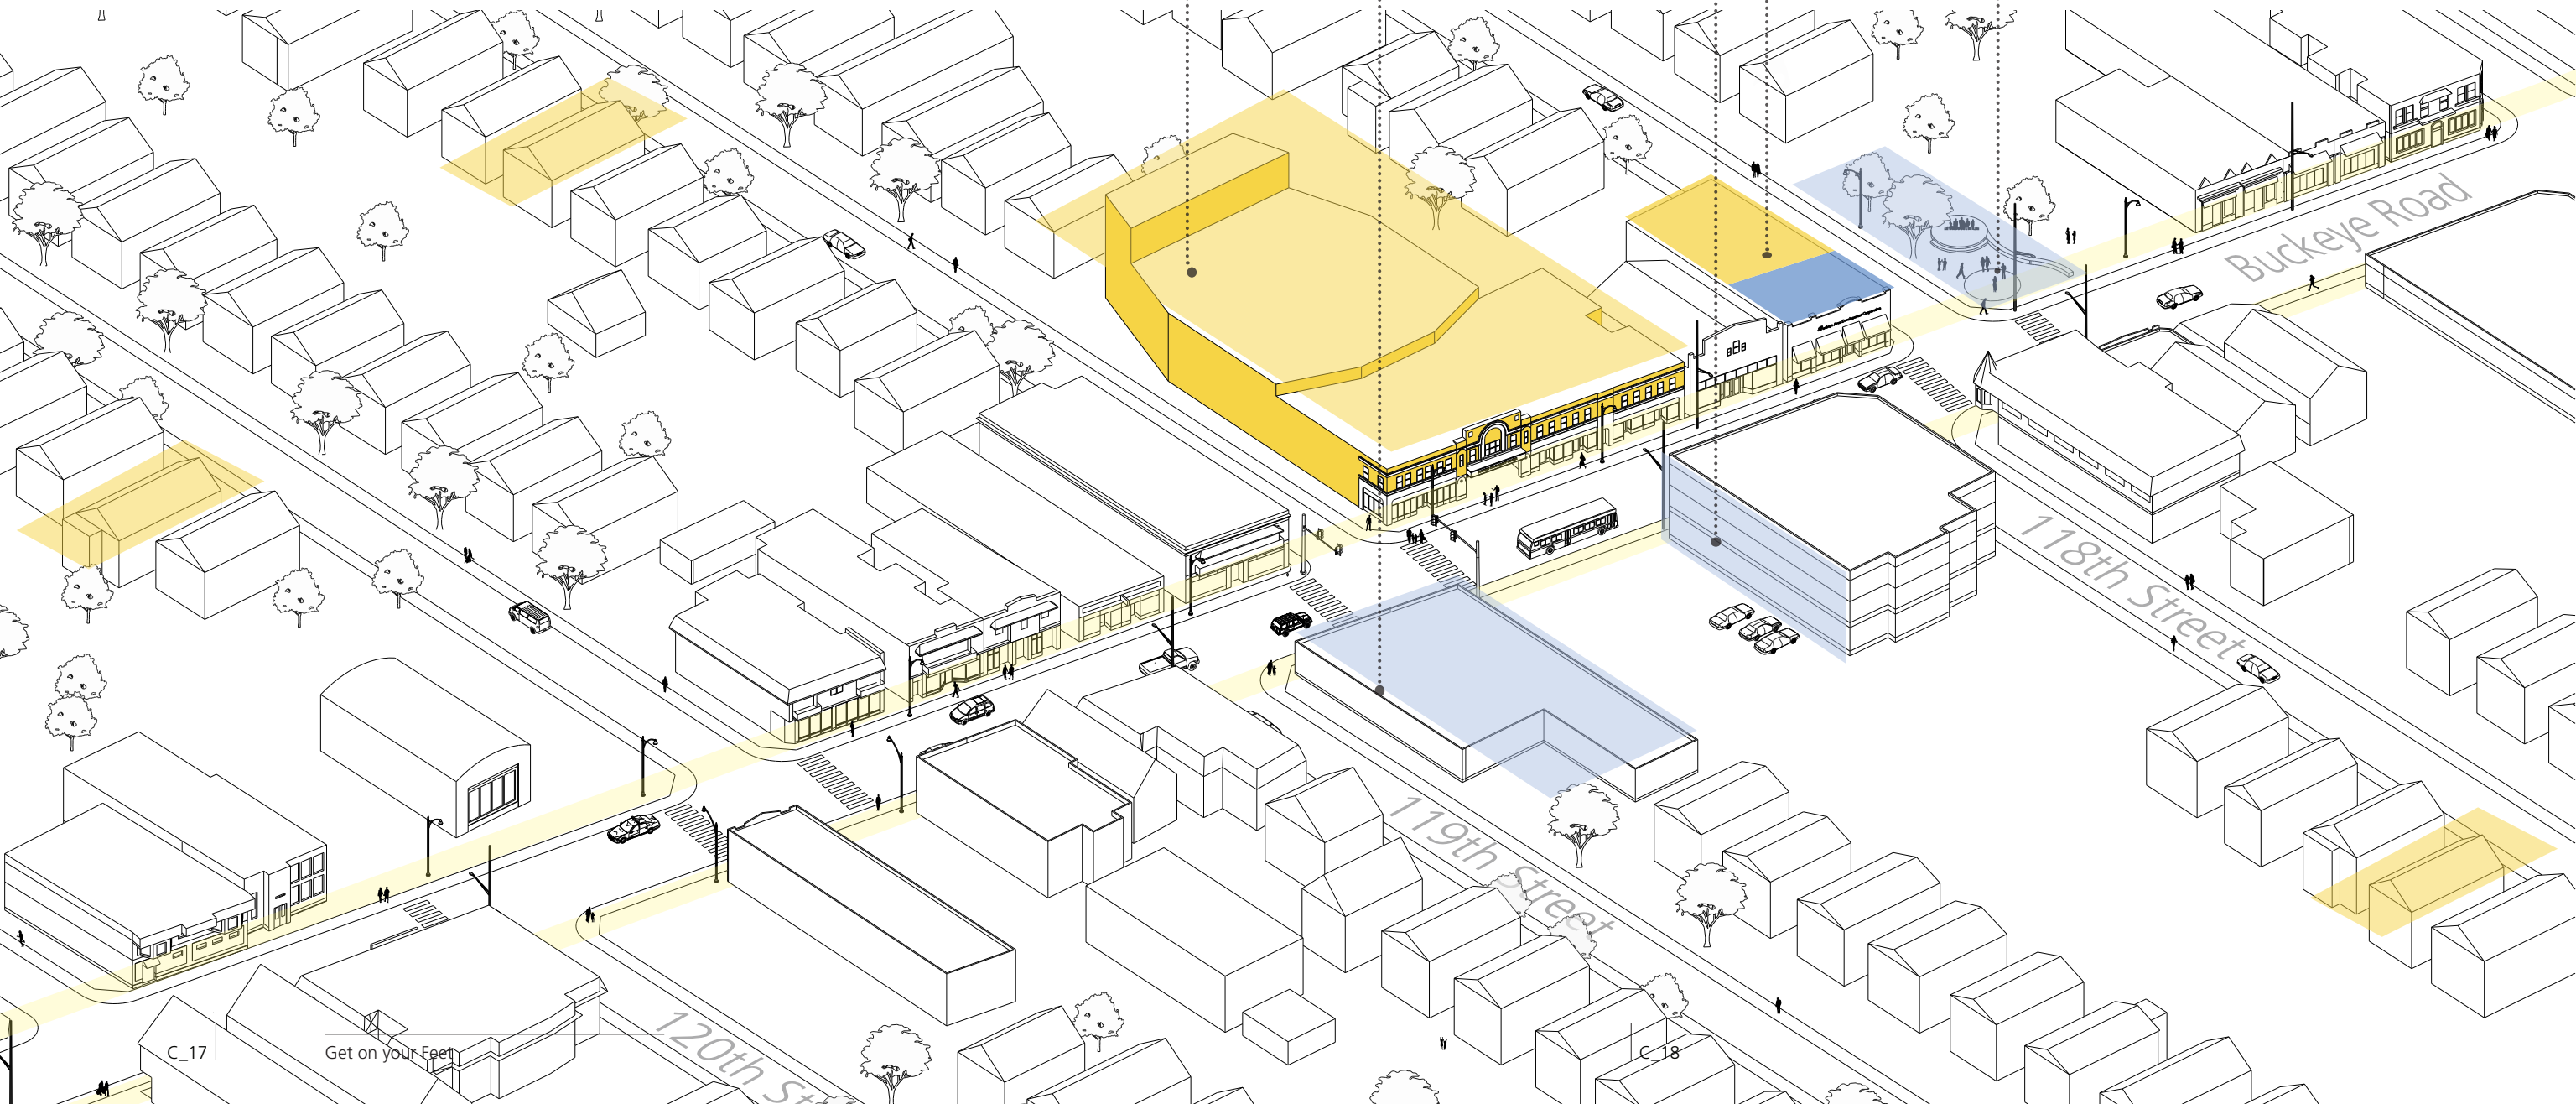 Buckeye Road
118th Street
119th Street
120th St
C_17
Get on your Feet
C_18